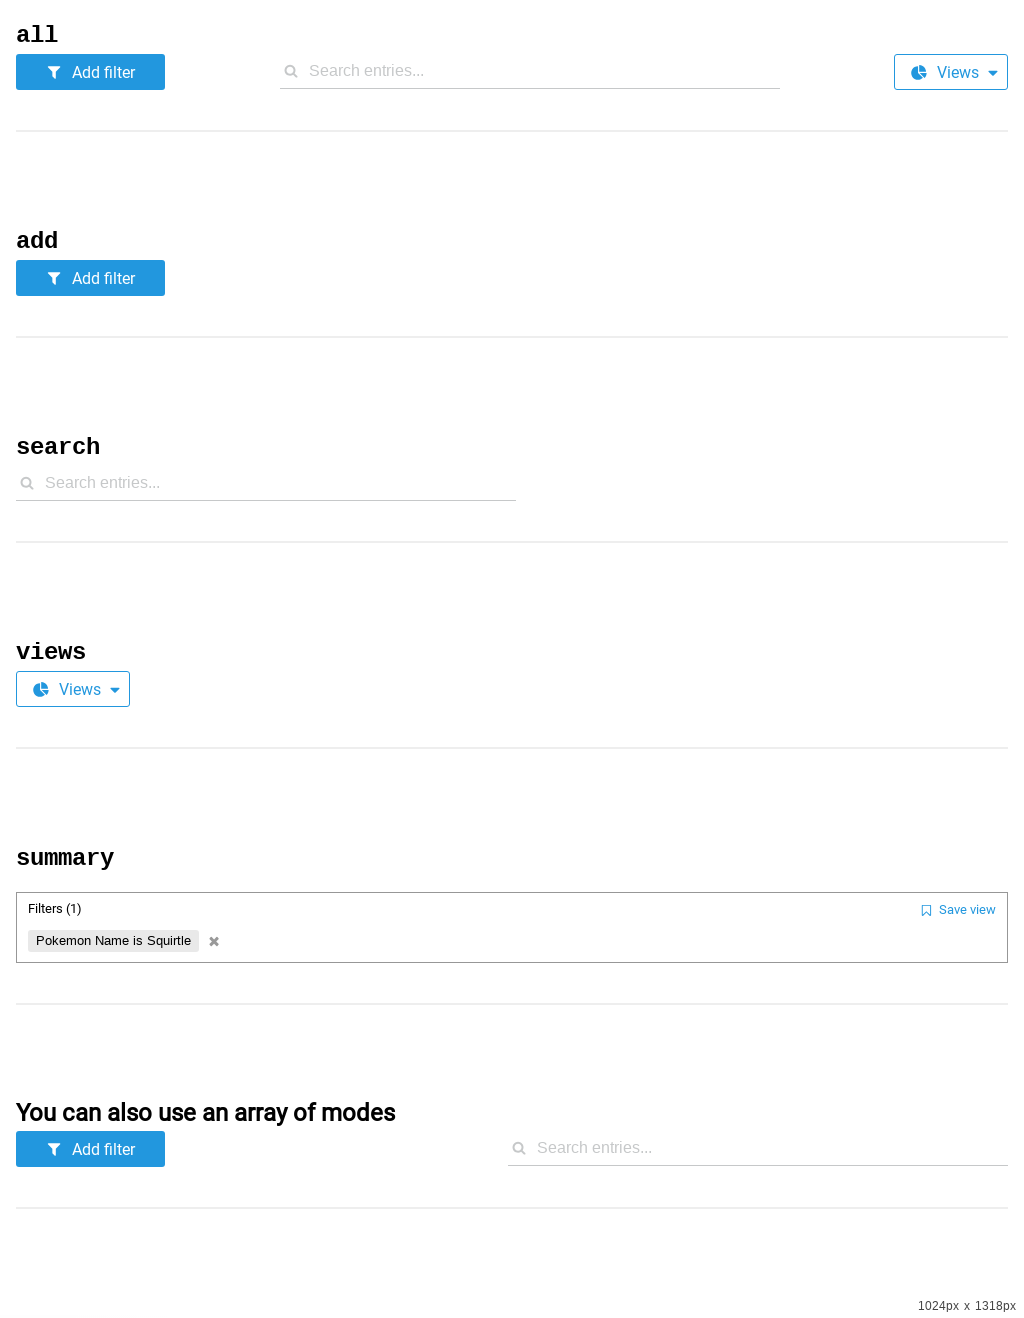 all
Add filter
Search entries...
Views
add
Add filter
search
Search entries...
views
Views
summary
Filters (1)
Save view
Pokemon Name is Squirtle
You can also use an array of modes
Add filter
Search entries...
1024px x 1318px